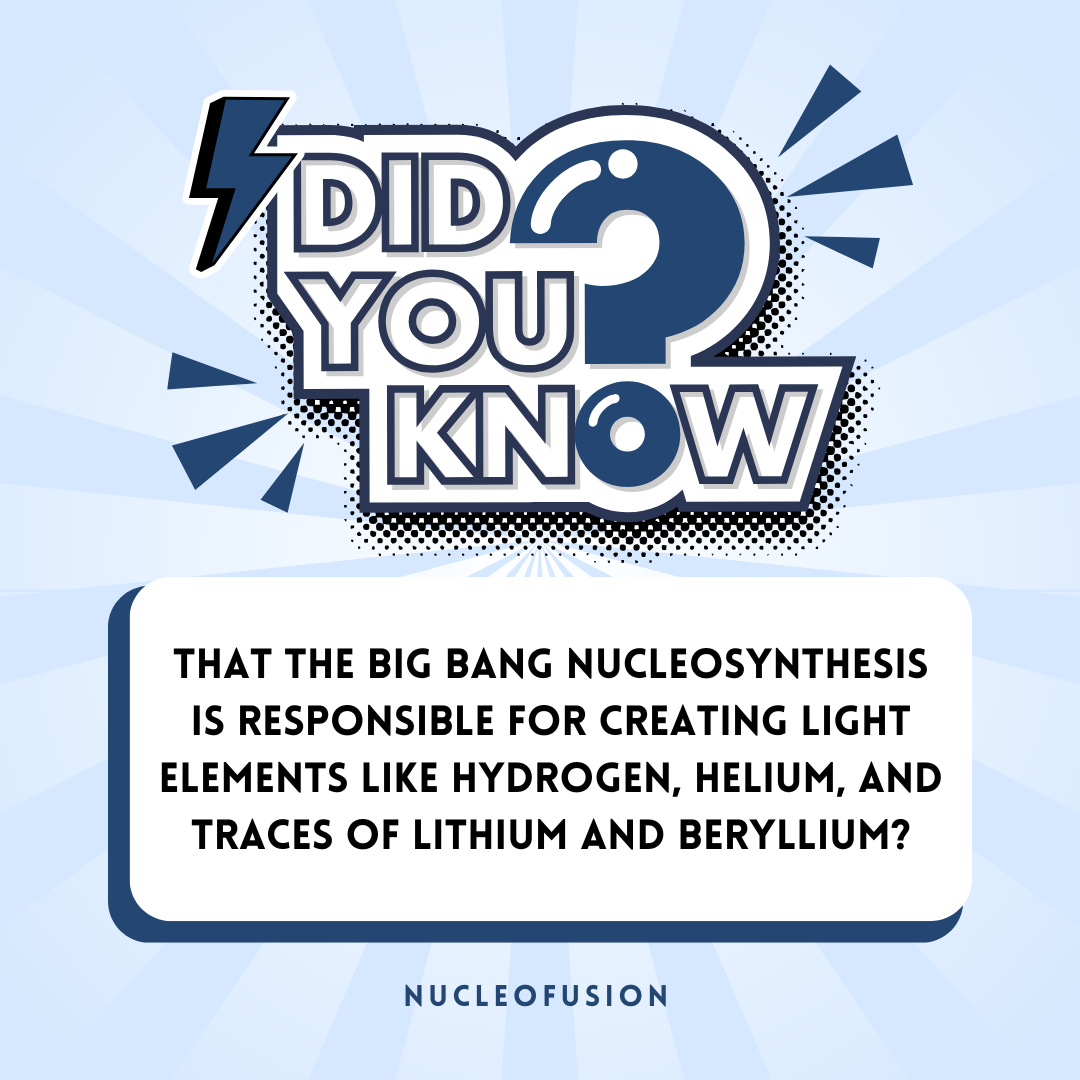 DID
YOU
KNOW
?
THAT THE BIG BANG NUCLEOSYNTHESIS
IS RESPONSIBLE FOR CREATING LIGHT
ELEMENTS LIKE HYDROGEN, HELIUM, AND
TRACES OF LITHIUM AND BERYLLIUM?
NUCLEOFUSION